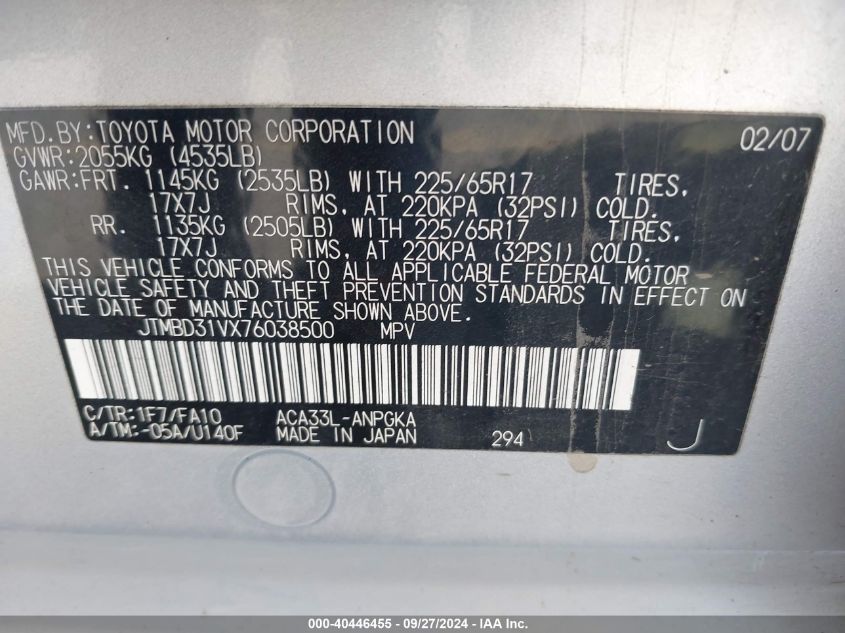 MFD.BY:TOYOTA MOTOR CORPORATION 02/07
GVWR:2055KG (4535LB)
GAWR:FRT. 1145KG (2535LB) WITH 225/65R17 TIRES,
17X7J RIMS, AT 220KPA (32PSI) COLD.
RR. 1135KG (2505LB) WITH 225/65R17 TIRES,
17X7J RIMS, AT 220KPA (32PSI) COLD.
THIS VEHICLE CONFORMS TO ALL APPLICABLE FEDERAL MOTOR
VEHICLE SAFETY AND THEFT PREVENTION STANDARDS IN EFFECT ON
THE DATE OF MANUFACTURE SHOWN ABOVE.
JTMBD31VX76038500 MPV
C/TR:1F7/FA10 ACA33L-ANPGKA
A/TM:-05A/U140F MADE IN JAPAN 294 J
000-40446455 - 09/27/2024 - IAA Inc.